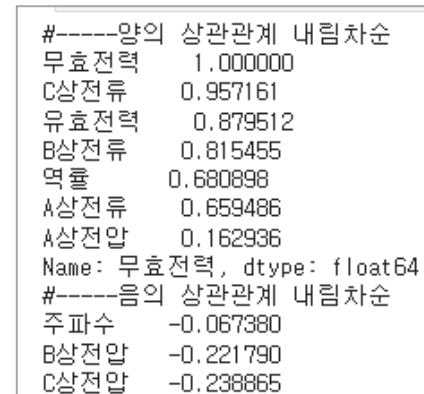 #-----양의 상관관계 내림차순
무효전력 1.000000
C상전류 0.957161
유효전력 0.879512
B상전류 0.815455
역률 0.680898
A상전류 0.659486
A상전압 0.162936
Name: 무효전력, dtype: float64
#-----음의 상관관계 내림차순
주파수 -0.067380
B상전압 -0.221790
C상전압 -0.238865